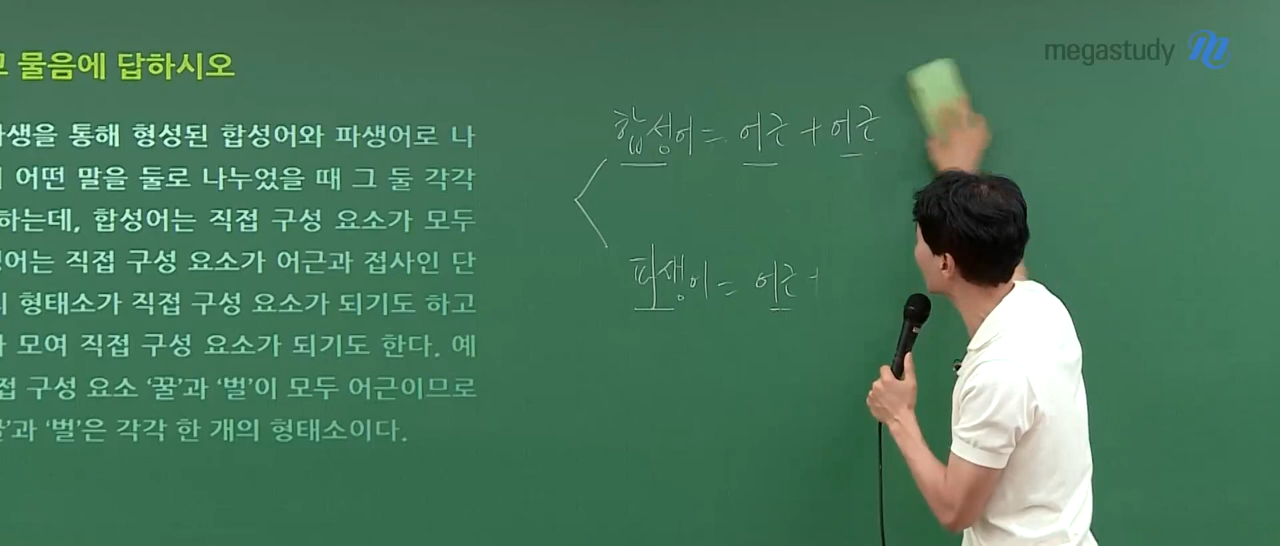 고 물음에 답하시오
파생을 통해 형성된 합성어와 파생어로 나
어떤 말을 둘로 나누었을 때 그 둘 각각
하는데, 합성어는 직접 구성 요소가 모두
생어는 직접 구성 요소가 어근과 접사인 단
의 형태소가 직접 구성 요소가 되기도 하고
가 모여 직접 구성 요소가 되기도 한다. 예
접 구성 요소 ‘꿀’과 ‘벌’이 모두 어근이므로
’과 ‘벌’은 각각 한 개의 형태소이다.
합성어 = 어근 + 어근
파생어 = 어근 +
megastudy